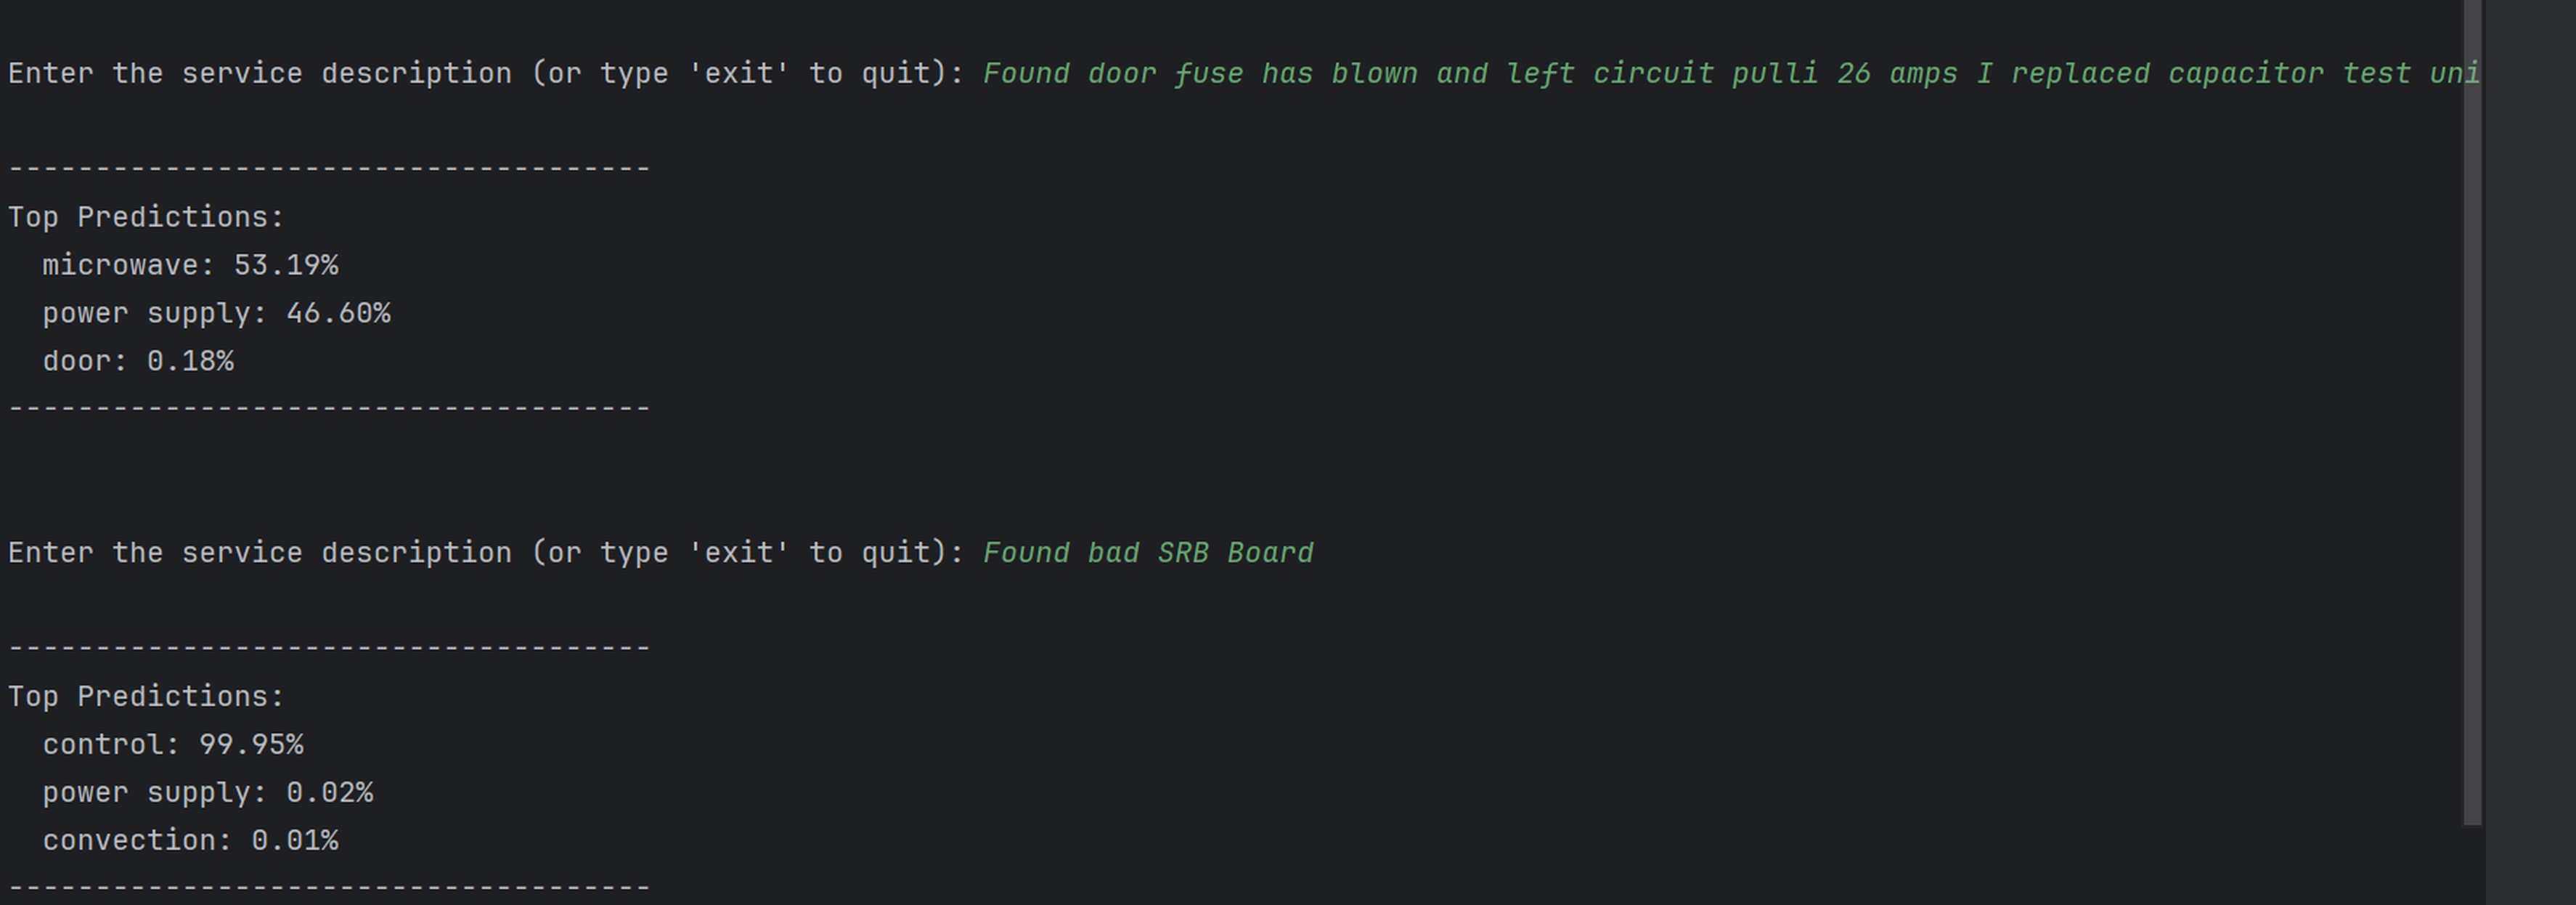 Enter the service description (or type 'exit' to quit): Found door fuse has blown and left circuit pulli 26 amps I replaced capacitor test uni
------------------------------------
Top Predictions:
microwave: 53.19%
power supply: 46.60%
door: 0.18%
------------------------------------
Enter the service description (or type 'exit' to quit): Found bad SRB Board
------------------------------------
Top Predictions:
control: 99.95%
power supply: 0.02%
convection: 0.01%
------------------------------------